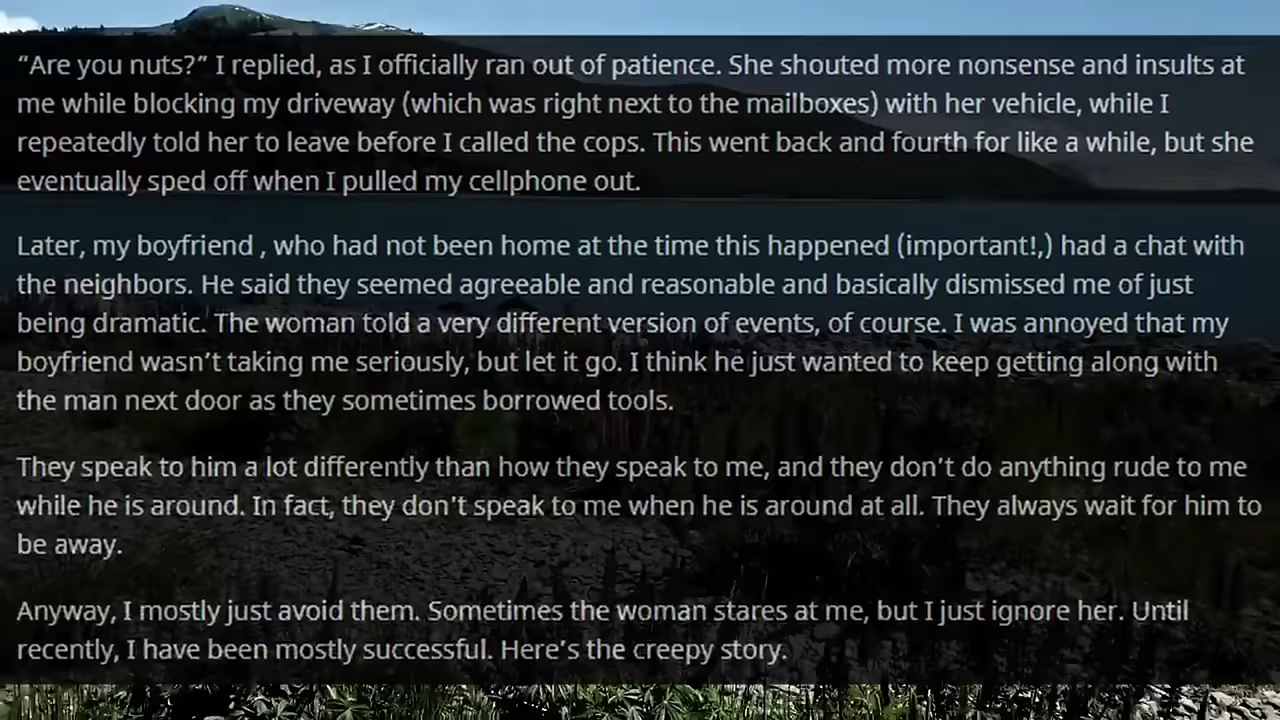 “Are you nuts?” I replied, as I officially ran out of patience. She shouted more nonsense and insults at
me while blocking my driveway (which was right next to the mailboxes) with her vehicle, while I
repeatedly told her to leave before I called the cops. This went back and fourth for like a while, but she
eventually sped off when I pulled my cellphone out.
Later, my boyfriend , who had not been home at the time this happened (important!,) had a chat with
the neighbors. He said they seemed agreeable and reasonable and basically dismissed me of just
being dramatic. The woman told a very different version of events, of course. I was annoyed that my
boyfriend wasn’t taking me seriously, but let it go. I think he just wanted to keep getting along with
the man next door as they sometimes borrowed tools.
They speak to him a lot differently than how they speak to me, and they don’t do anything rude to me
while he is around. In fact, they don’t speak to me when he is around at all. They always wait for him to
be away.
Anyway, I mostly just avoid them. Sometimes the woman stares at me, but I just ignore her. Until
recently, I have been mostly successful. Here’s the creepy story.